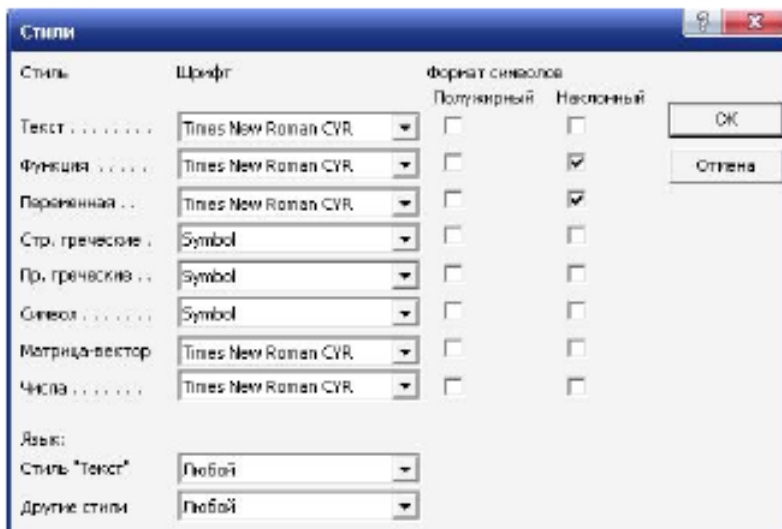 Стили
Стиль Шрифт Формат символов
Полужирный Наклонный
Текст . . . . . . . . Times New Roman CYR OK
Функция . . . . . Times New Roman CYR Отмена
Переменная . . Times New Roman CYR
Стр. греческие . Symbol
Пр. греческие . . Symbol
Символ . . . . . . . Symbol
Матрица-вектор Times New Roman CYR
Числа . . . . . . . Times New Roman CYR
Язык:
Стиль "Текст" Любой
Другие стили Любой